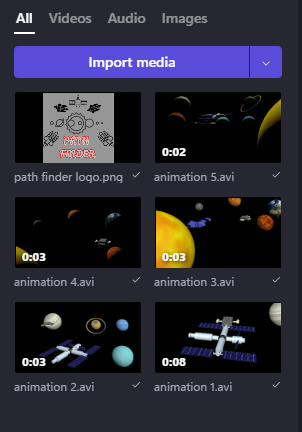 All Videos Audio Images
Import media
PATH
FINDER
0:02
path finder logo.png
animation 5.avi
0:03
0:03
animation 4.avi
animation 3.avi
0:03
0:08
animation 2.avi
animation 1.avi